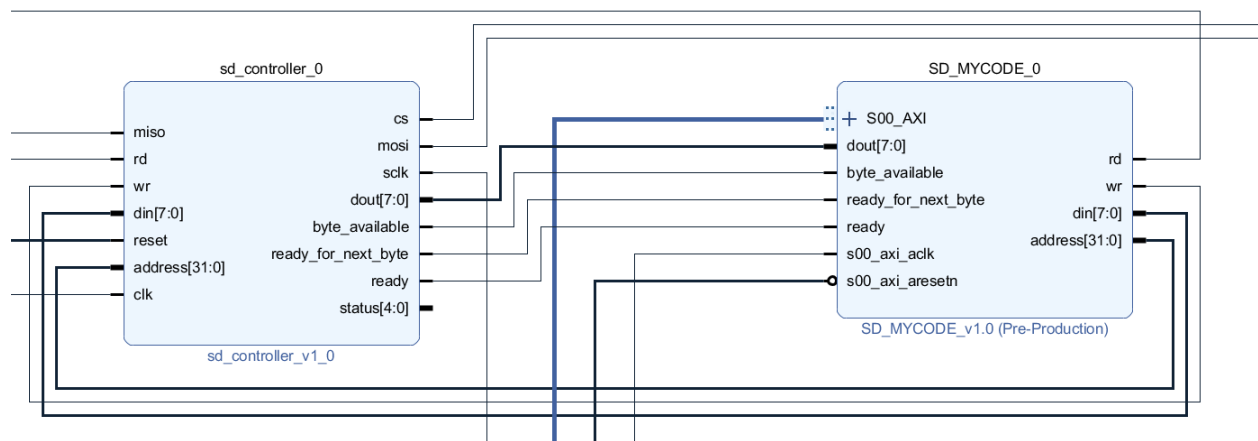 sd_controller_0
miso
rd
wr
din[7:0]
reset
address[31:0]
clk
cs
mosi
sclk
dout[7:0]
byte_available
ready_for_next_byte
ready
status[4:0]
sd_controller_v1_0
SD_MYCODE_0
S00_AXI
dout[7:0]
byte_available
ready_for_next_byte
ready
s00_axi_aclk
s00_axi_aresetn
rd
wr
din[7:0]
address[31:0]
SD_MYCODE_v1.0 (Pre-Production)